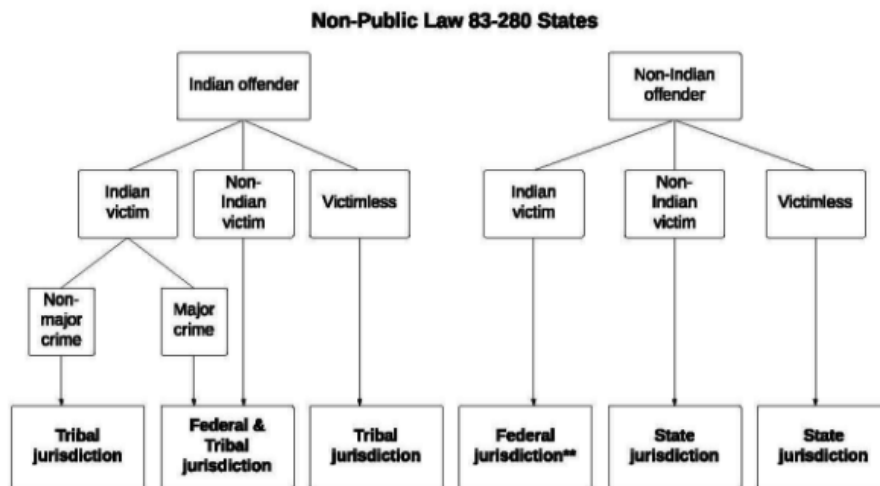 Non-Public Law 83-280 States
Indian offender
Non-Indian
offender
Indian
victim
Non-
Indian
victim
Victimless
Indian
victim
Non-
Indian
victim
Victimless
Non-
major
crime
Major
crime
Tribal
jurisdiction
Federal &
Tribal
jurisdiction
Tribal
jurisdiction
Federal
jurisdiction**
State
jurisdiction
State
jurisdiction